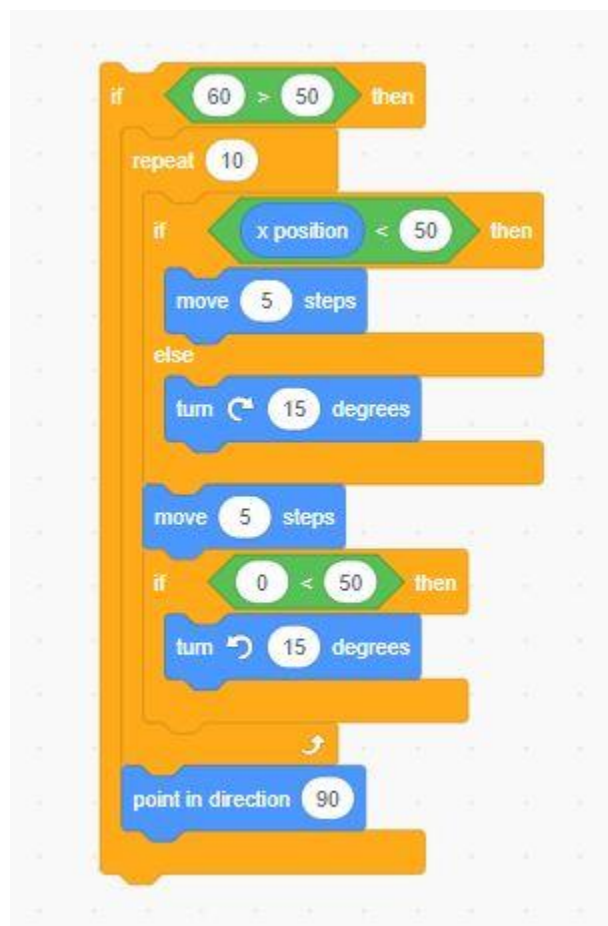 if 60 > 50 then
repeat 10
if x position < 50 then
move 5 steps
else
turn 15 degrees
move 5 steps
if 0 < 50 then
turn 15 degrees
point in direction 90